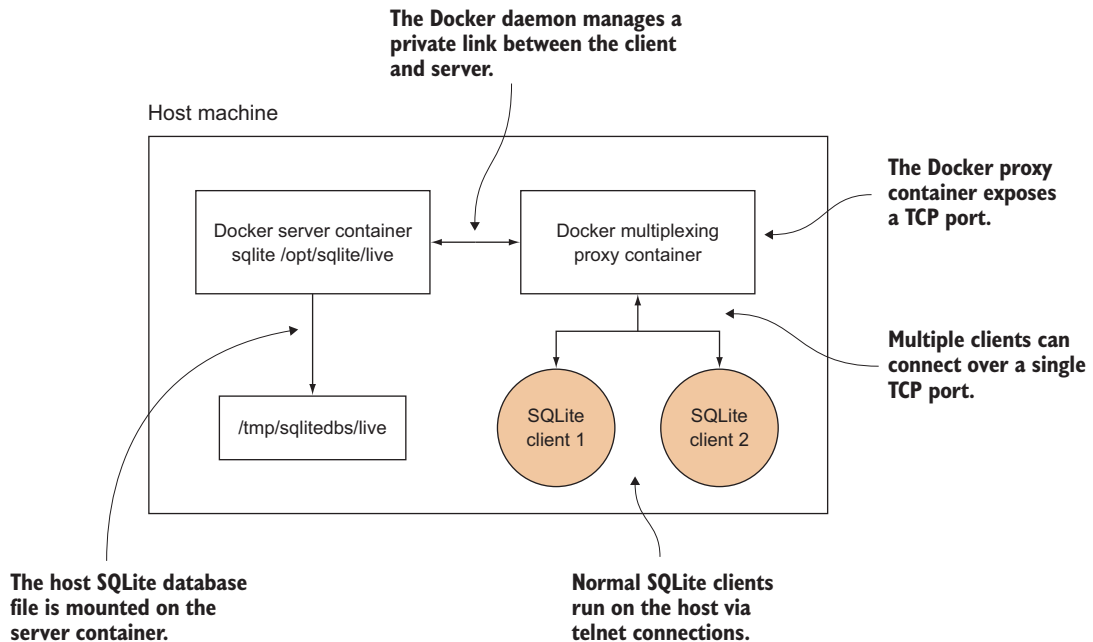 The Docker daemon manages a
private link between the client
and server.
Host machine
The Docker proxy
container exposes
a TCP port.
Docker server container
sqlite /opt/sqlite/live
Docker multiplexing
proxy container
Multiple clients can
connect over a single
TCP port.
/tmp/sqlitedbs/live
SQLite
client 1
SQLite
client 2
The host SQLite database
file is mounted on the
server container.
Normal SQLite clients
run on the host via
telnet connections.